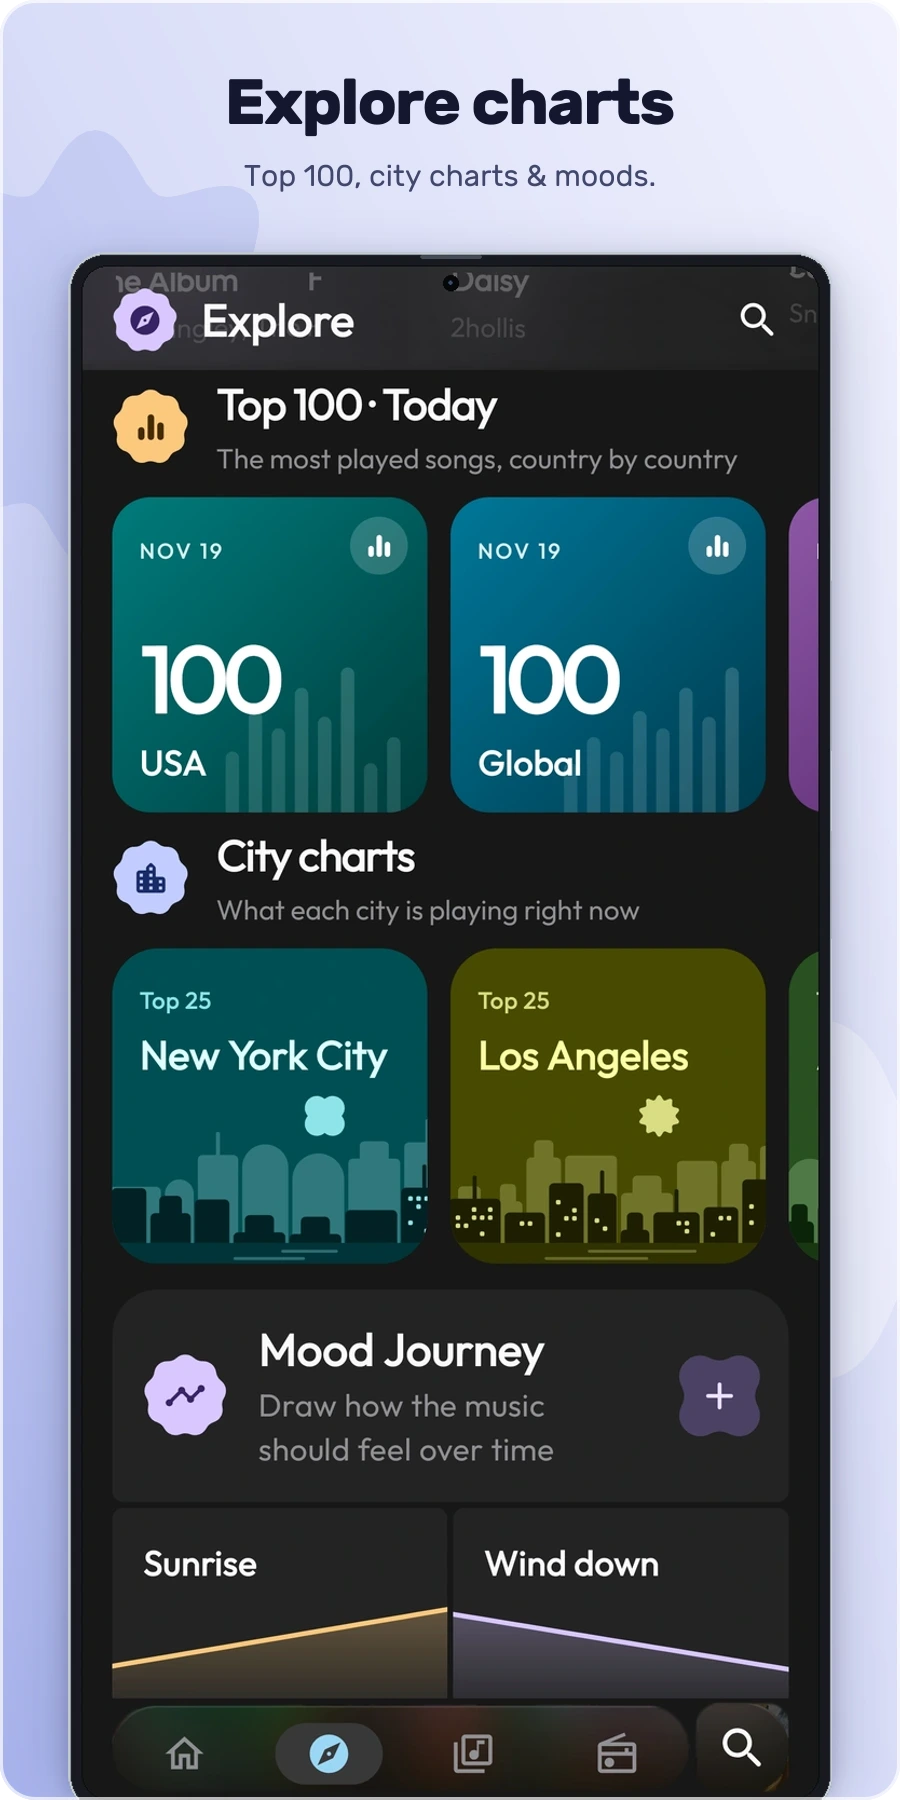 Explore charts
Top 100, city charts & moods.
ne Album
F
Daisy
Explore
2hollis
Sn
Top 100 · Today
The most played songs, country by country
NOV 19
100
USA
NOV 19
100
Global
City charts
What each city is playing right now
Top 25
New York City
Top 25
Los Angeles
Mood Journey
Draw how the music
should feel over time
Sunrise
Wind down